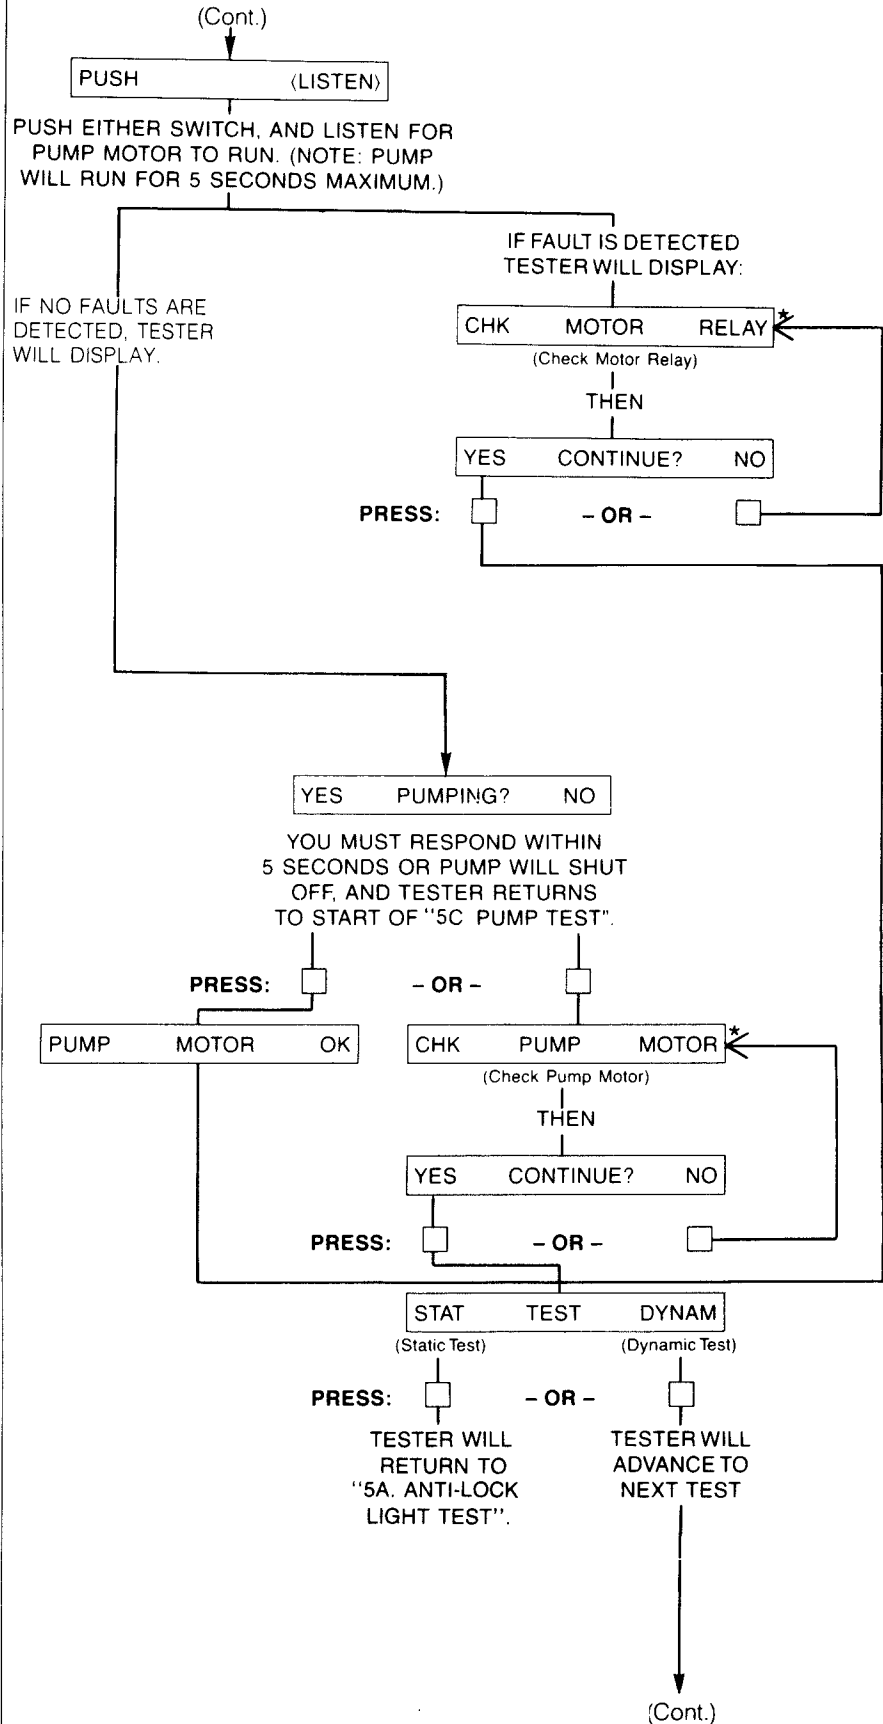 (Cont.)
PUSH ⟨LISTEN⟩
PUSH EITHER SWITCH, AND LISTEN FOR
PUMP MOTOR TO RUN. (NOTE: PUMP
WILL RUN FOR 5 SECONDS MAXIMUM.)
IF FAULT IS DETECTED
TESTER WILL DISPLAY:
IF NO FAULTS ARE
DETECTED, TESTER
WILL DISPLAY.
CHK MOTOR RELAY*
(Check Motor Relay)
THEN
YES CONTINUE? NO
PRESS: – OR –
YES PUMPING? NO
YOU MUST RESPOND WITHIN
5 SECONDS OR PUMP WILL SHUT
OFF, AND TESTER RETURNS
TO START OF "5C PUMP TEST".
PRESS: – OR –
PUMP MOTOR OK
CHK PUMP MOTOR*
(Check Pump Motor)
THEN
YES CONTINUE? NO
PRESS: – OR –
STAT TEST DYNAM
(Static Test) (Dynamic Test)
PRESS: – OR –
TESTER WILL
RETURN TO
"5A. ANTI-LOCK
LIGHT TEST".
TESTER WILL
ADVANCE TO
NEXT TEST
(Cont.)